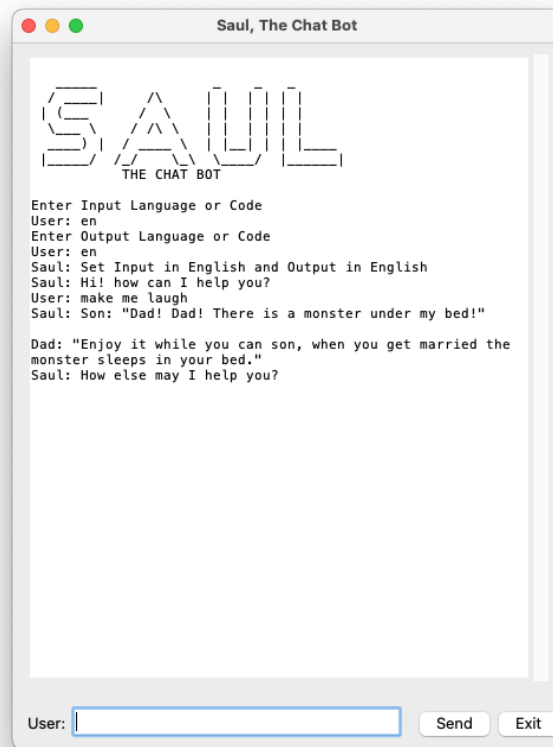 Saul, The Chat Bot
SAUL
THE CHAT BOT
Enter Input Language or Code
User: en
Enter Output Language or Code
User: en
Saul: Set Input in English and Output in English
Saul: Hi! how can I help you?
User: make me laugh
Saul: Son: "Dad! Dad! There is a monster under my bed!"
Dad: "Enjoy it while you can son, when you get married the
monster sleeps in your bed."
Saul: How else may I help you?
User:
Send
Exit